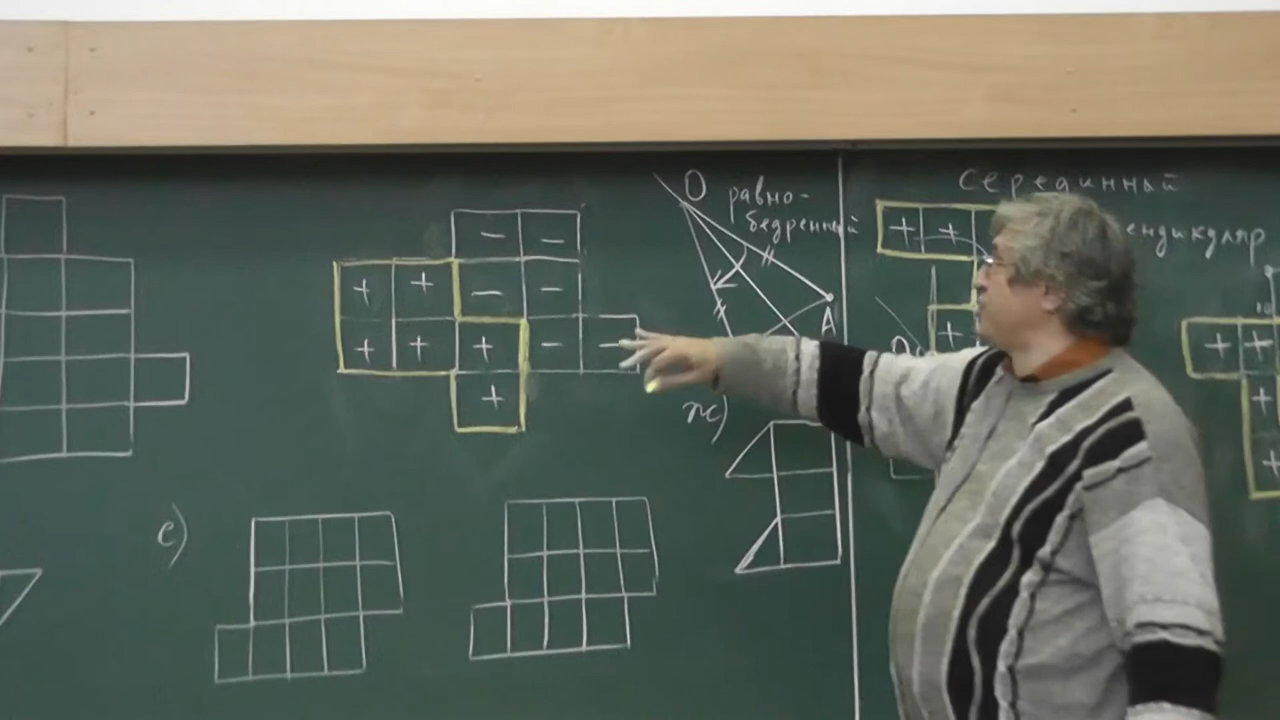 О
равно-
бедренный
Серединный
ендикуляр
+ +
− −
+ + − −
+ + + − −
+
А
+
+ +
+
+
ж)
е)